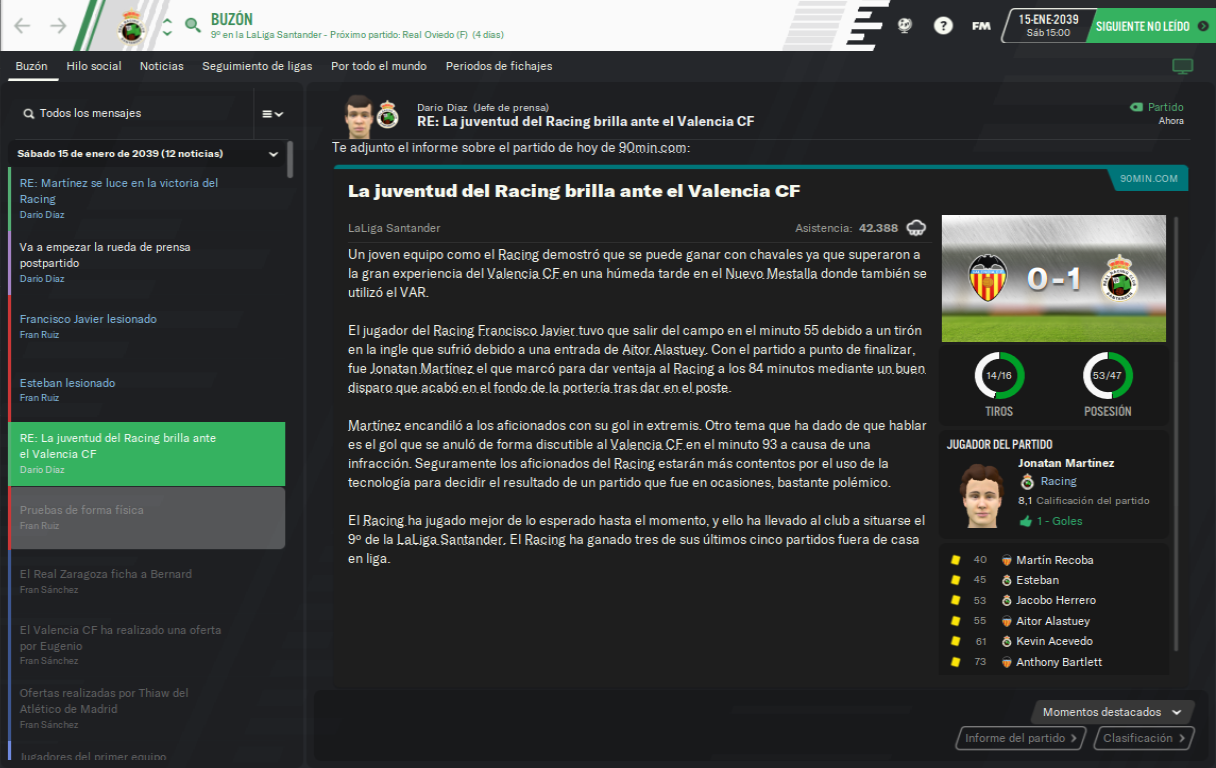 BUZÓN
9º en la LaLiga Santander - Próximo partido: Real Oviedo (F) (4 días)
FM
15-ENE-2039
Sáb 15:00
SIGUIENTE NO LEÍDO
Buzón
Hilo social
Noticias
Seguimiento de ligas
Por todo el mundo
Periodos de fichajes
Todos los mensajes
Sábado 15 de enero de 2039 (12 noticias)
RE: Martínez se luce en la victoria del
Racing
Darío Díaz
Va a empezar la rueda de prensa
postpartido
Darío Díaz
Francisco Javier lesionado
Fran Ruiz
Esteban lesionado
Fran Ruiz
RE: La juventud del Racing brilla ante
el Valencia CF
Darío Díaz
Pruebas de forma física
Fran Ruiz
El Real Zaragoza ficha a Bernard
Fran Sánchez
El Valencia CF ha realizado una oferta
por Eugenio
Fran Sánchez
Ofertas realizadas por Thiaw del
Atlético de Madrid
Fran Sánchez
Jugadores del primer equipo
Darío Díaz (Jefe de prensa)
RE: La juventud del Racing brilla ante el Valencia CF
Partido
Ahora
Te adjunto el informe sobre el partido de hoy de 90min.com:
90MIN.COM
La juventud del Racing brilla ante el Valencia CF
LaLiga Santander
Asistencia: 42.388
Un joven equipo como el Racing demostró que se puede ganar con chavales ya que superaron a
la gran experiencia del Valencia CF en una húmeda tarde en el Nuevo Mestalla donde también se
utilizó el VAR.
El jugador del Racing Francisco Javier tuvo que salir del campo en el minuto 55 debido a un tirón
en la ingle que sufrió debido a una entrada de Aitor Alastuey. Con el partido a punto de finalizar,
fue Jonatan Martínez el que marcó para dar ventaja al Racing a los 84 minutos mediante un buen
disparo que acabó en el fondo de la portería tras dar en el poste.
Martínez encandiló a los aficionados con su gol in extremis. Otro tema que ha dado de que hablar
es el gol que se anuló de forma discutible al Valencia CF en el minuto 93 a causa de una
infracción. Seguramente los aficionados del Racing estarán más contentos por el uso de la
tecnología para decidir el resultado de un partido que fue en ocasiones, bastante polémico.
El Racing ha jugado mejor de lo esperado hasta el momento, y ello ha llevado al club a situarse el
9º de la LaLiga Santander. El Racing ha ganado tres de sus últimos cinco partidos fuera de casa
en liga.
0-1
14/16
TIROS
53/47
POSESIÓN
JUGADOR DEL PARTIDO
Jonatan Martínez
Racing
8,1 Calificación del partido
1 - Goles
40 Martín Recoba
45 Esteban
53 Jacobo Herrero
55 Aitor Alastuey
61 Kevin Acevedo
73 Anthony Bartlett
Momentos destacados
Informe del partido
Clasificación